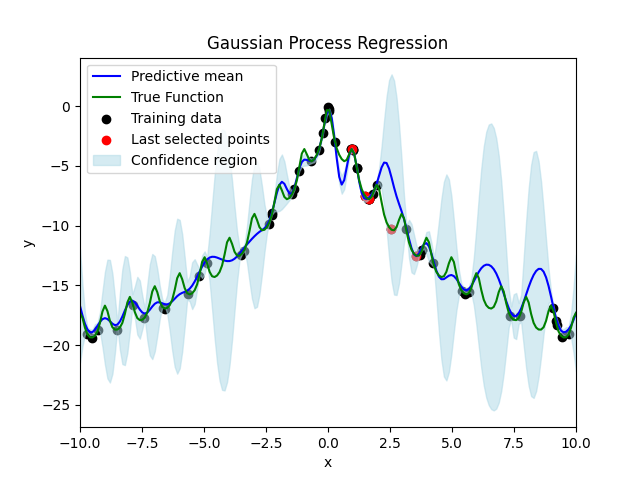 Gaussian Process Regression
Predictive mean
True Function
Training data
Last selected points
Confidence region
y
0
−5
−10
−15
−20
−25
−10.0 −7.5 −5.0 −2.5 0.0 2.5 5.0 7.5 10.0
x